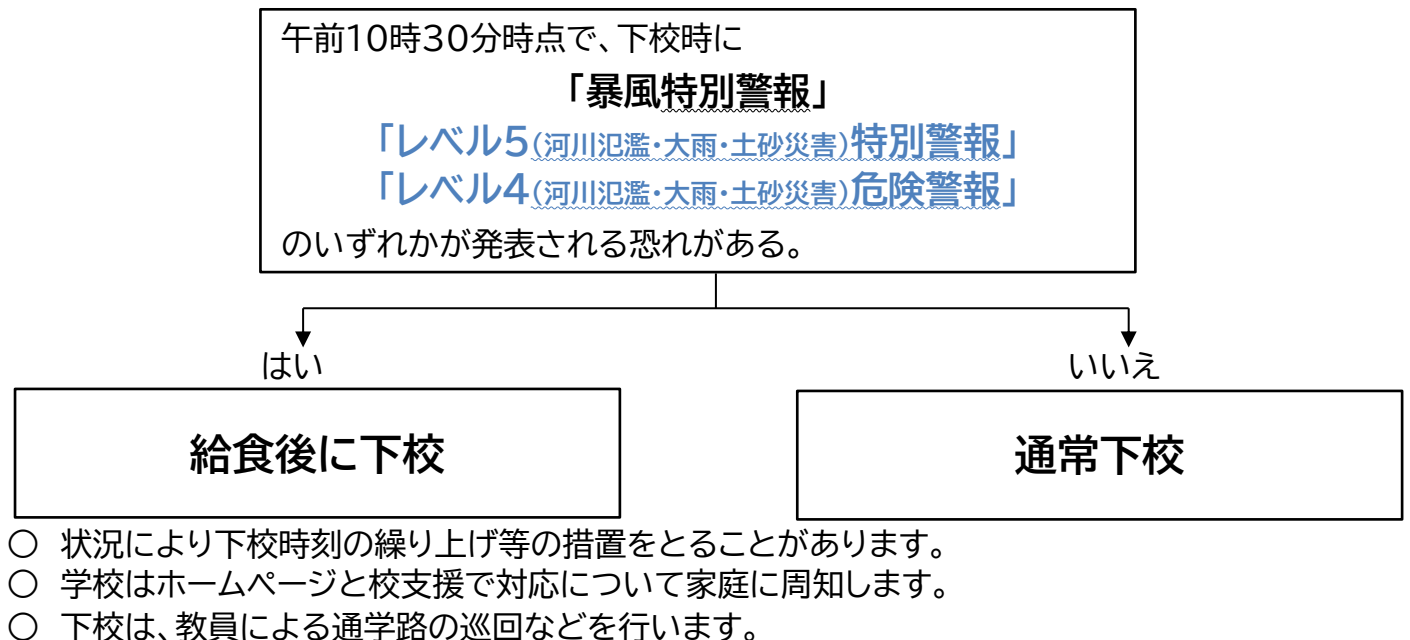 午前10時30分時点で、下校時に
「暴風特別警報」
「レベル5(河川氾濫・大雨・土砂災害)特別警報」
「レベル4(河川氾濫・大雨・土砂災害)危険警報」
のいずれかが発表される恐れがある。
はい
いいえ
給食後に下校
通常下校
○ 状況により下校時刻の繰り上げ等の措置をとることがあります。
○ 学校はホームページと校支援で対応について家庭に周知します。
○ 下校は、教員による通学路の巡回などを行います。